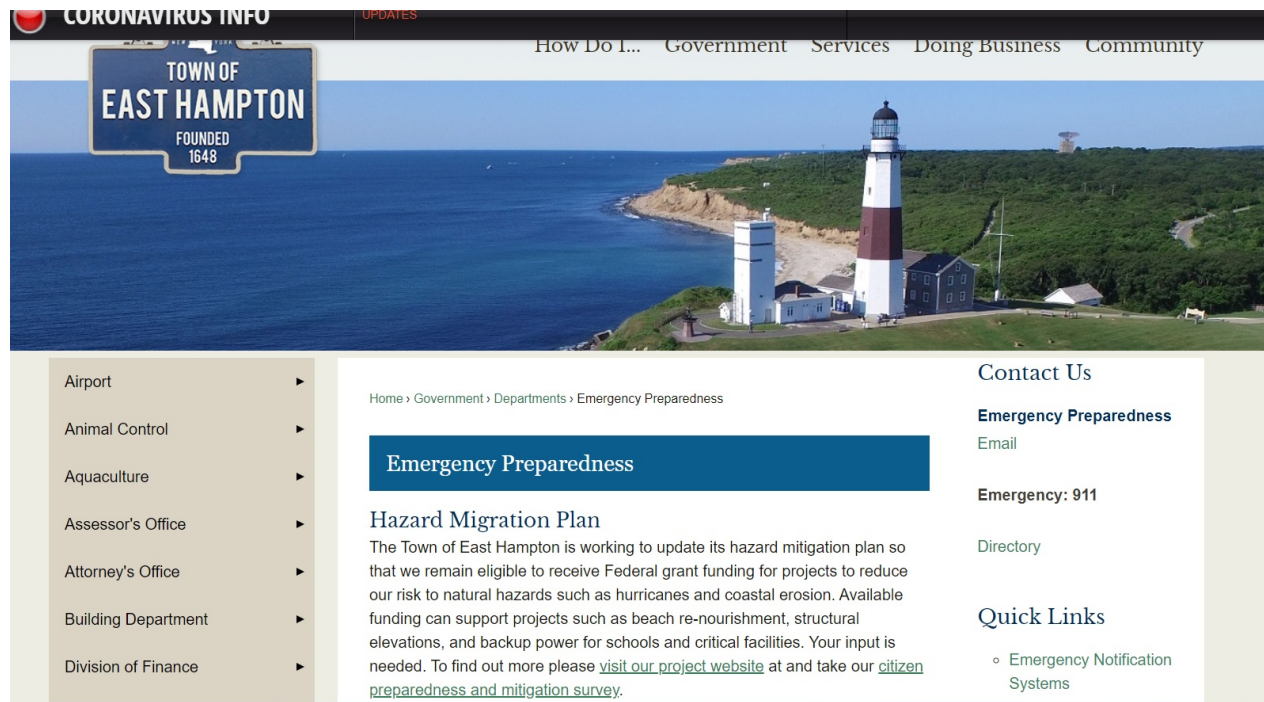 CORONAVIRUS INFO
UPDATES
How Do I... Government Services Doing Business Community
TOWN OF
EAST HAMPTON
FOUNDED
1648
Airport
Animal Control
Aquaculture
Assessor's Office
Attorney's Office
Building Department
Division of Finance
Home › Government › Departments › Emergency Preparedness
Emergency Preparedness
Hazard Migration Plan
The Town of East Hampton is working to update its hazard mitigation plan so
that we remain eligible to receive Federal grant funding for projects to reduce
our risk to natural hazards such as hurricanes and coastal erosion. Available
funding can support projects such as beach re-nourishment, structural
elevations, and backup power for schools and critical facilities. Your input is
needed. To find out more please visit our project website at and take our citizen
preparedness and mitigation survey.
Contact Us
Emergency Preparedness
Email
Emergency: 911
Directory
Quick Links
Emergency Notification
Systems